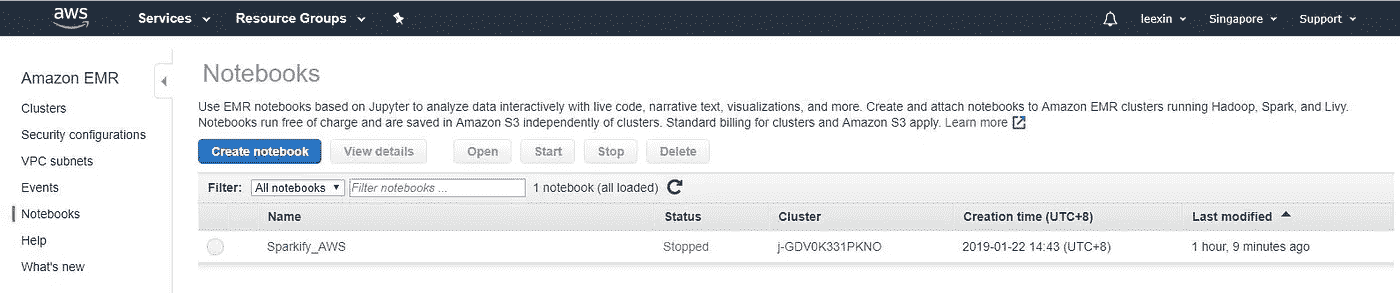 aws Services Resource Groups leexin Singapore Support
Amazon EMR
Clusters
Security configurations
VPC subnets
Events
Notebooks
Help
What's new
Notebooks
Use EMR notebooks based on Jupyter to analyze data interactively with live code, narrative text, visualizations, and more. Create and attach notebooks to Amazon EMR clusters running Hadoop, Spark, and Livy.
Notebooks run free of charge and are saved in Amazon S3 independently of clusters. Standard billing for clusters and Amazon S3 apply. Learn more
Create notebook View details Open Start Stop Delete
Filter: All notebooks Filter notebooks ... 1 notebook (all loaded)
Name Status Cluster Creation time (UTC+8) Last modified
Sparkify_AWS Stopped j-GDV0K331PKNO 2019-01-22 14:43 (UTC+8) 1 hour, 9 minutes ago